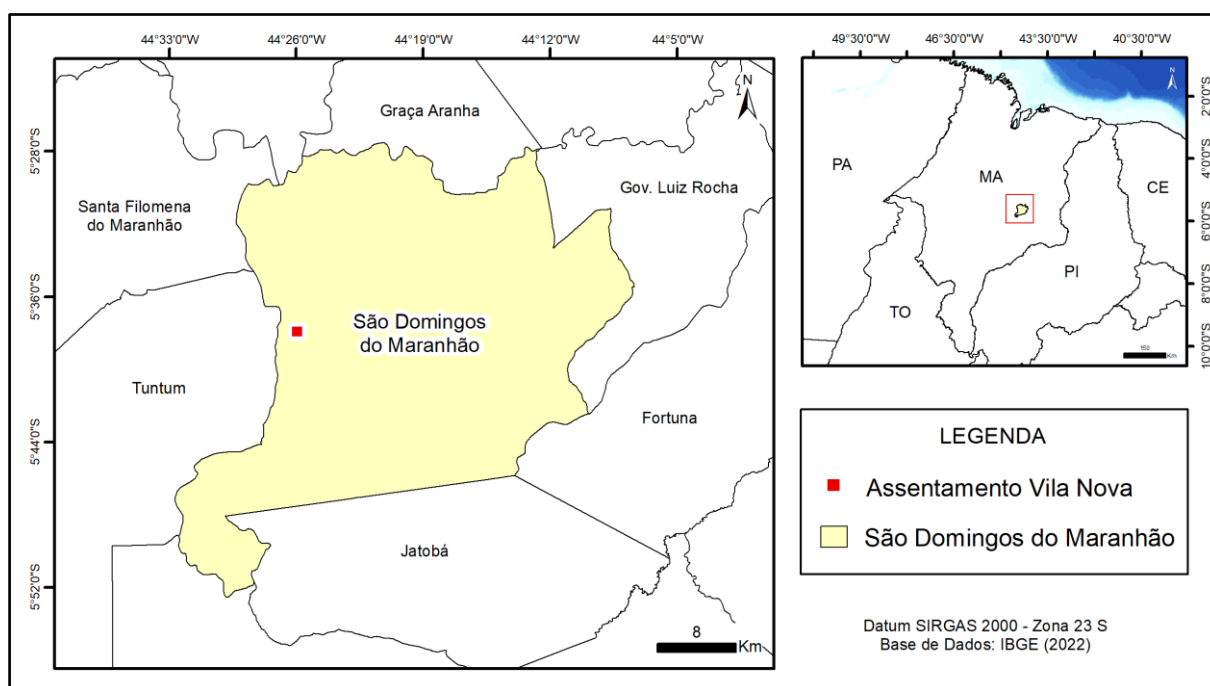 44°33'0"W
44°26'0"W
44°19'0"W
44°12'0"W
44°5'0"W
5°28'0"S
5°36'0"S
5°44'0"S
5°52'0"S
N
Graça Aranha
Gov. Luiz Rocha
Santa Filomena
do Maranhão
São Domingos
do Maranhão
Tuntum
Fortuna
Jatobá
8
Km
49°30'0"W
46°30'0"W
43°30'0"W
40°30'0"W
2°0'0"S
4°0'0"S
6°0'0"S
8°0'0"S
10°0'0"S
N
PA
MA
CE
PI
TO
150
Km
LEGENDA
Assentamento Vila Nova
São Domingos do Maranhão
Datum SIRGAS 2000 - Zona 23 S
Base de Dados: IBGE (2022)